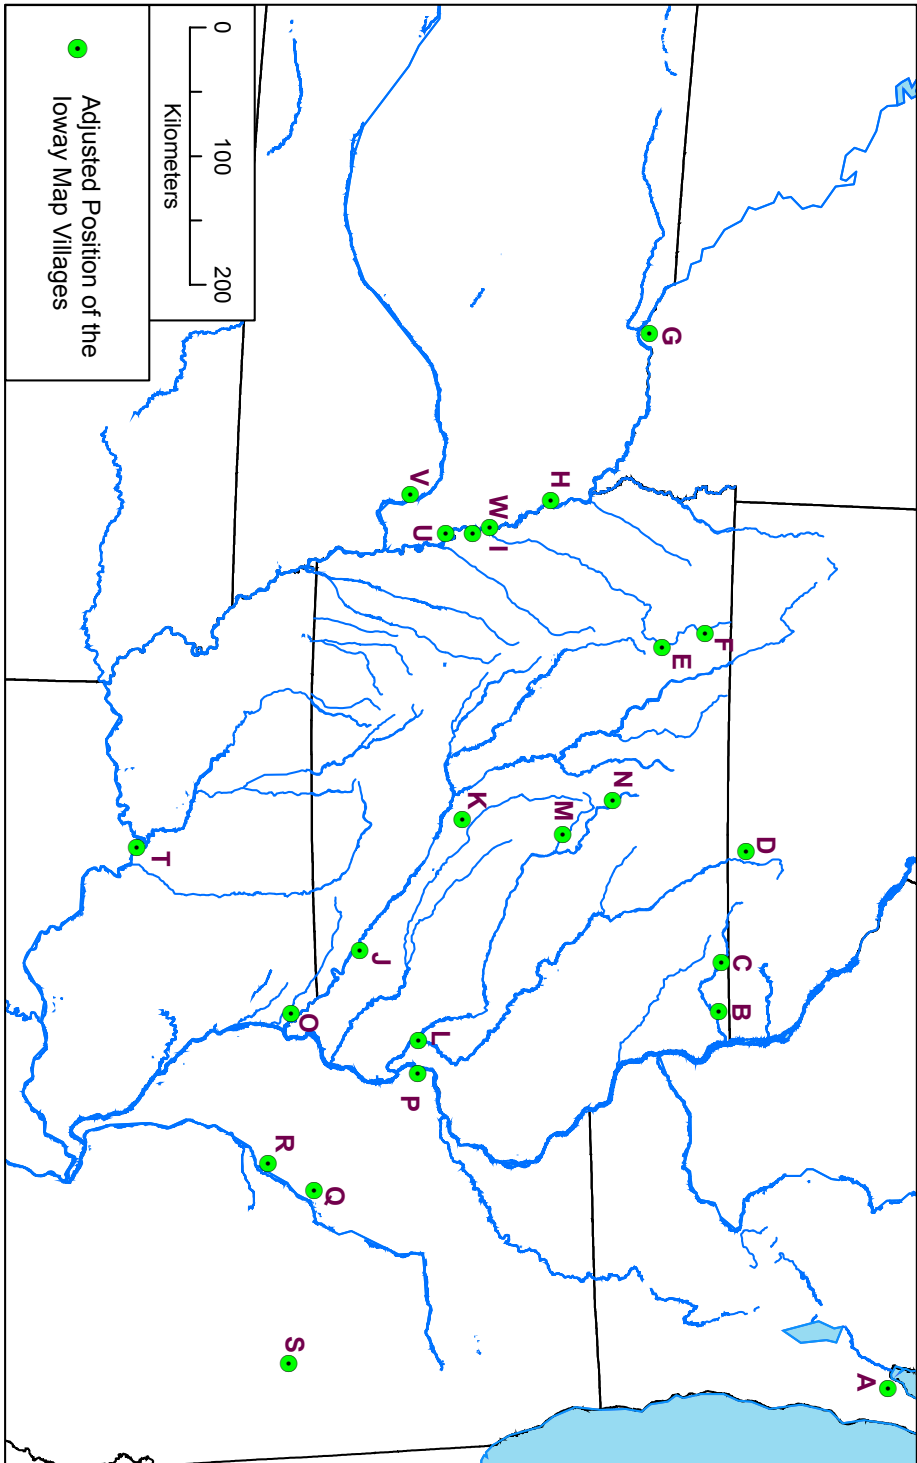 G
H
W
I
U
V
F
E
N
M
K
D
C
B
J
L
O
P
T
R
Q
S
A
0
100
200
Kilometers
Adjusted Position of the
Ioway Map Villages